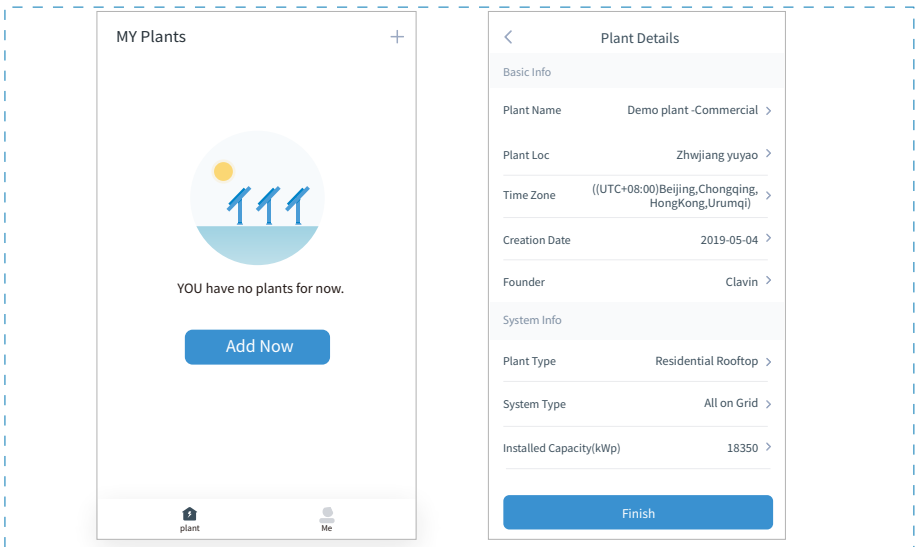 MY Plants
YOU have no plants for now.
Add Now
plant
Me
Plant Details
Basic Info
Plant Name
Demo plant -Commercial
Plant Loc
Zhwjiang yuyao
Time Zone
((UTC+08:00)Beijing,Chongqing,
HongKong,Urumqi)
Creation Date
2019-05-04
Founder
Clavin
System Info
Plant Type
Residential Rooftop
System Type
All on Grid
Installed Capacity(kWp)
18350
Finish